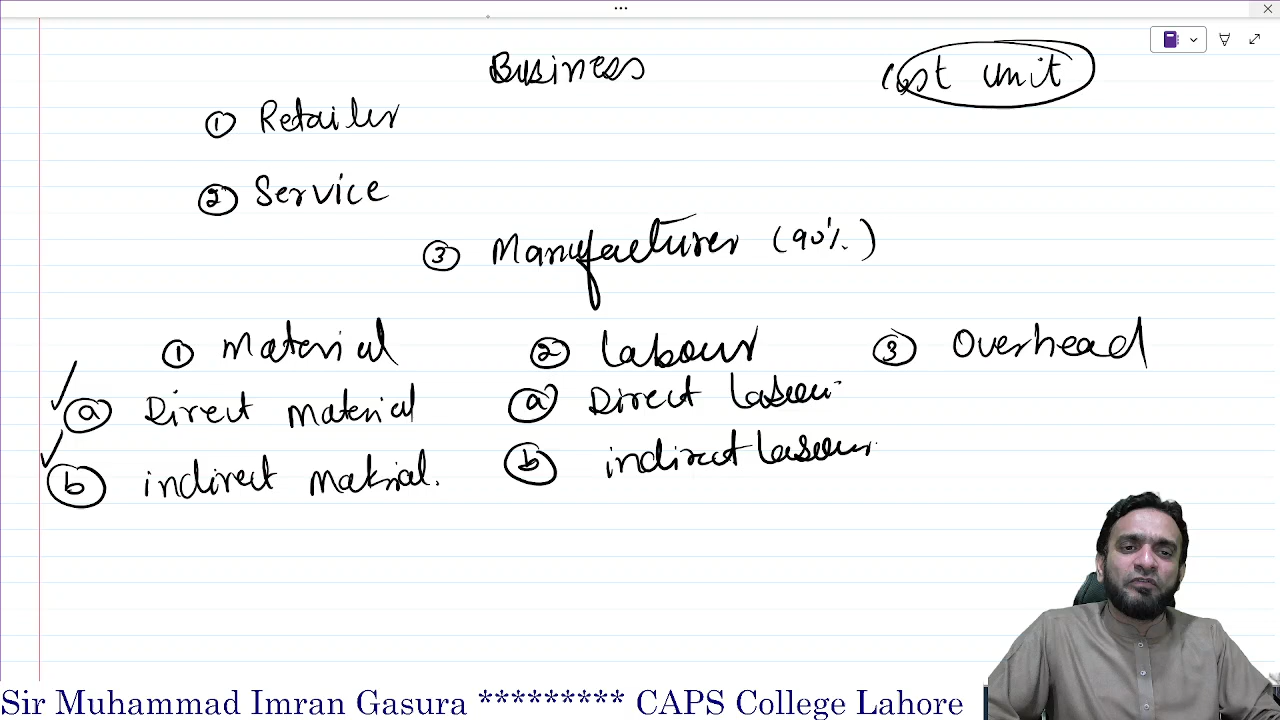 ...
Business cost unit
① Retailer
② Service
③ Manufacturer (90%)
① Material ② Labour ③ Overhead
ⓐ Direct Material ⓐ Direct labour
ⓑ indirect Material. ⓑ indirect labour
Sir Muhammad Imran Gasura ********* CAPS College Lahore